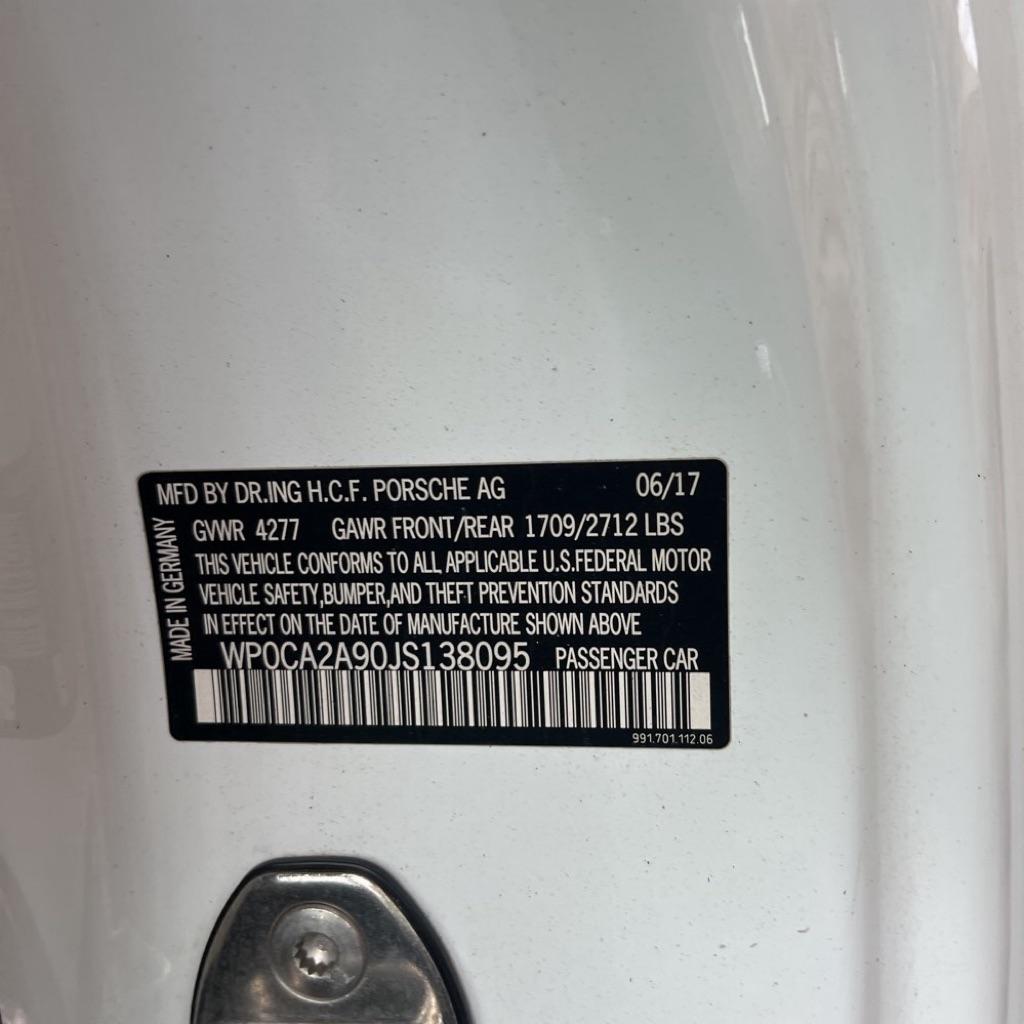 MFD BY DR.ING H.C.F. PORSCHE AG 06/17
GVWR 4277 GAWR FRONT/REAR 1709/2712 LBS
THIS VEHICLE CONFORMS TO ALL APPLICABLE U.S.FEDERAL MOTOR
VEHICLE SAFETY,BUMPER,AND THEFT PREVENTION STANDARDS
IN EFFECT ON THE DATE OF MANUFACTURE SHOWN ABOVE
WP0CA2A90JS138095 PASSENGER CAR
991.701.112.06
MADE IN GERMANY